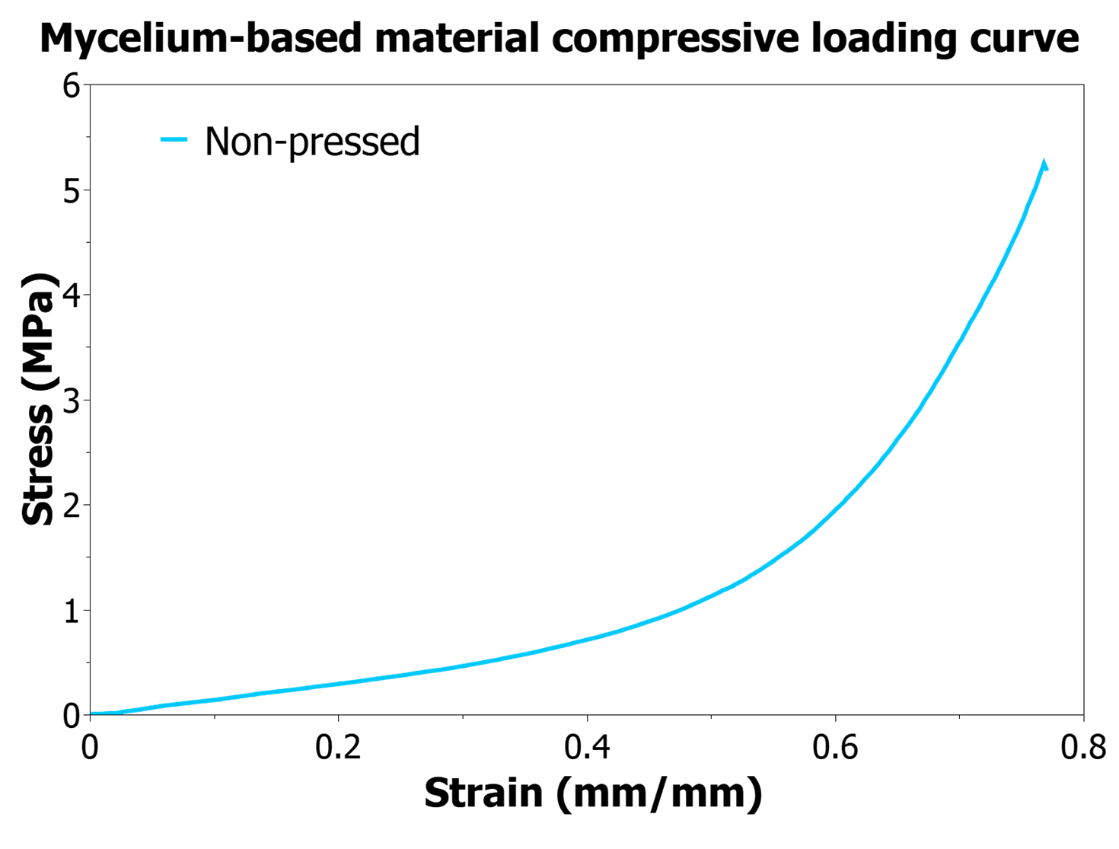 Mycelium-based material compressive loading curve
Non-pressed
Stress (MPa)
6
5
4
3
2
1
0
0 0.2 0.4 0.6 0.8
Strain (mm/mm)